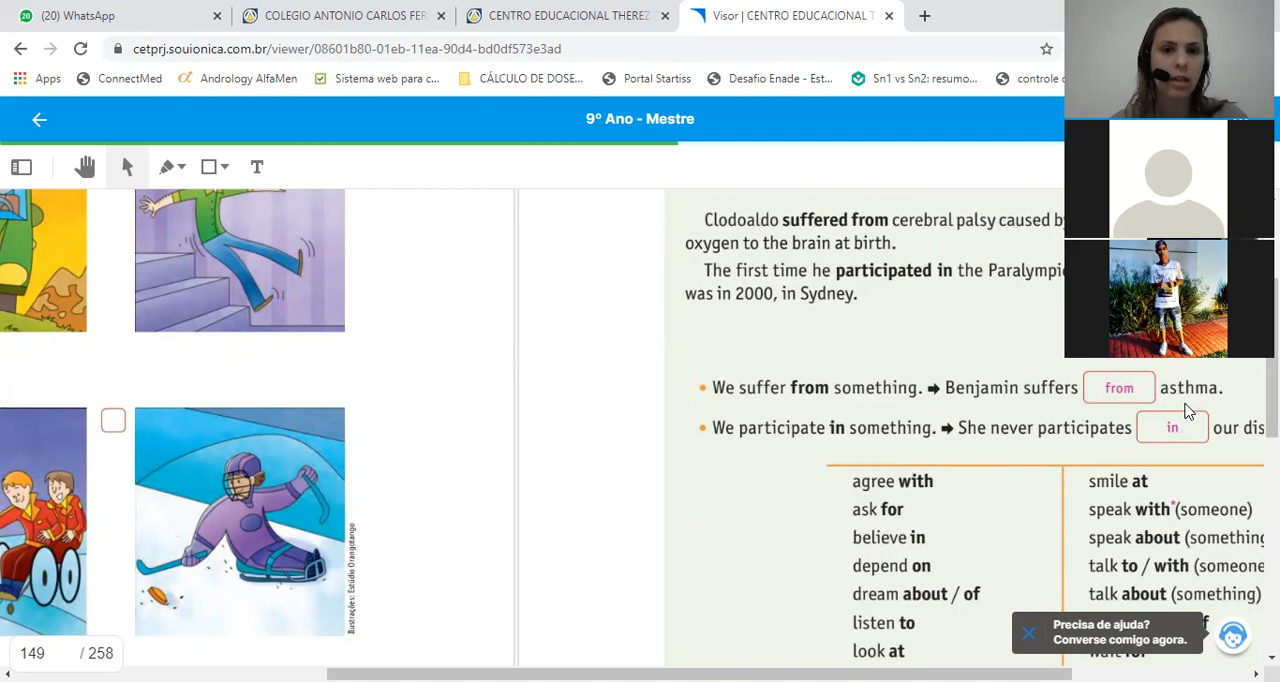 (20) WhatsApp
COLEGIO ANTONIO CARLOS FER
CENTRO EDUCACIONAL THEREZ
Visor | CENTRO EDUCACIONAL T
cetprj.souionica.com.br/viewer/08601b80-01eb-11ea-90d4-bd0df573e3ad
Apps
ConnectMed
Andrology AlfaMen
Sistema web para c...
CÁLCULO DE DOSE...
Portal Startiss
Desafio Enade - Est...
Sn1 vs Sn2: resumo...
controle
9º Ano - Mestre
T
Clodoaldo suffered from cerebral palsy caused by
oxygen to the brain at birth.
The first time he participated in the Paralympic
was in 2000, in Sydney.
• We suffer from something. ➡ Benjamin suffers from asthma.
• We participate in something. ➡ She never participates in our dis
agree with
ask for
believe in
depend on
dream about / of
listen to
look at
smile at
speak with* (someone)
speak about (something
talk to / with (someone
talk about (something)
Ilustrações: Estúdio Orangotango
Precisa de ajuda?
Converse comigo agora.
149 / 258